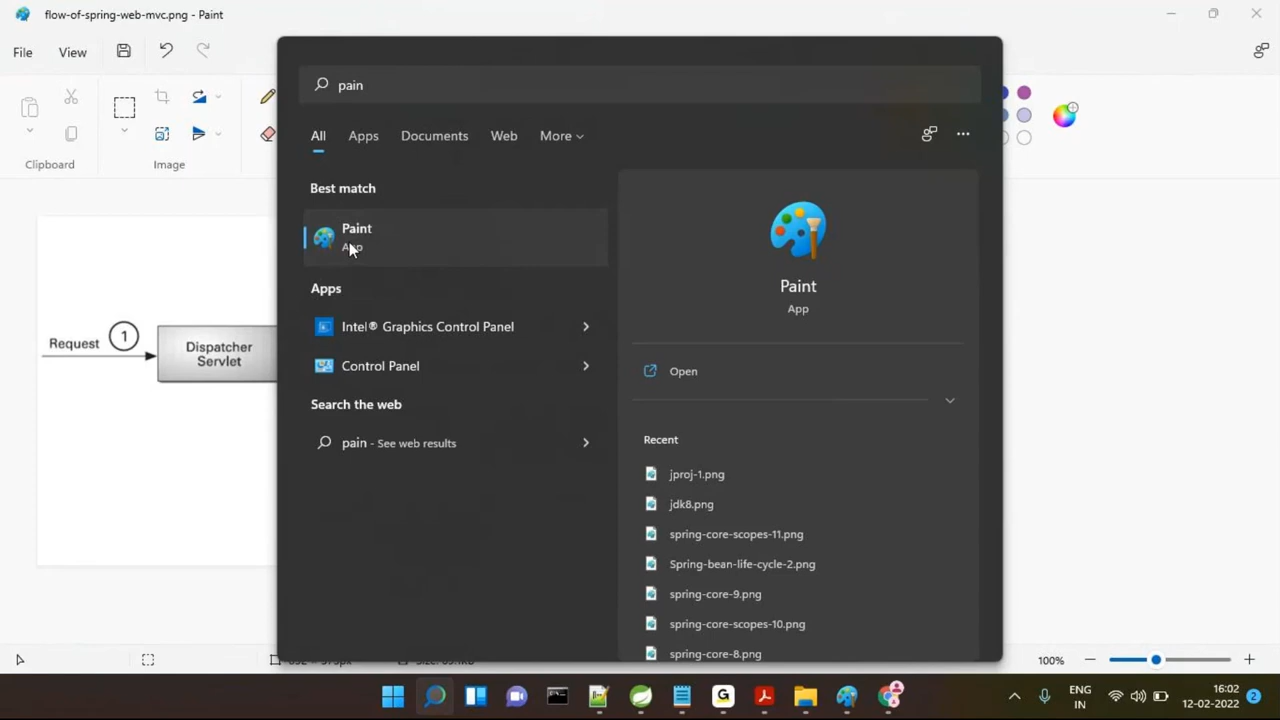 flow-of-spring-web-mvc.png - Paint
File View
pain
All Apps Documents Web More
Clipboard
Image
Best match
Paint
App
Apps
Intel® Graphics Control Panel
Control Panel
Search the web
pain - See web results
Paint
App
Open
Recent
jproj-1.png
jdk8.png
spring-core-scopes-11.png
Spring-bean-life-cycle-2.png
spring-core-9.png
spring-core-scopes-10.png
spring-core-8.png
Request
1
Dispatcher
Servlet
100%
ENG
IN
16:02
12-02-2022
2